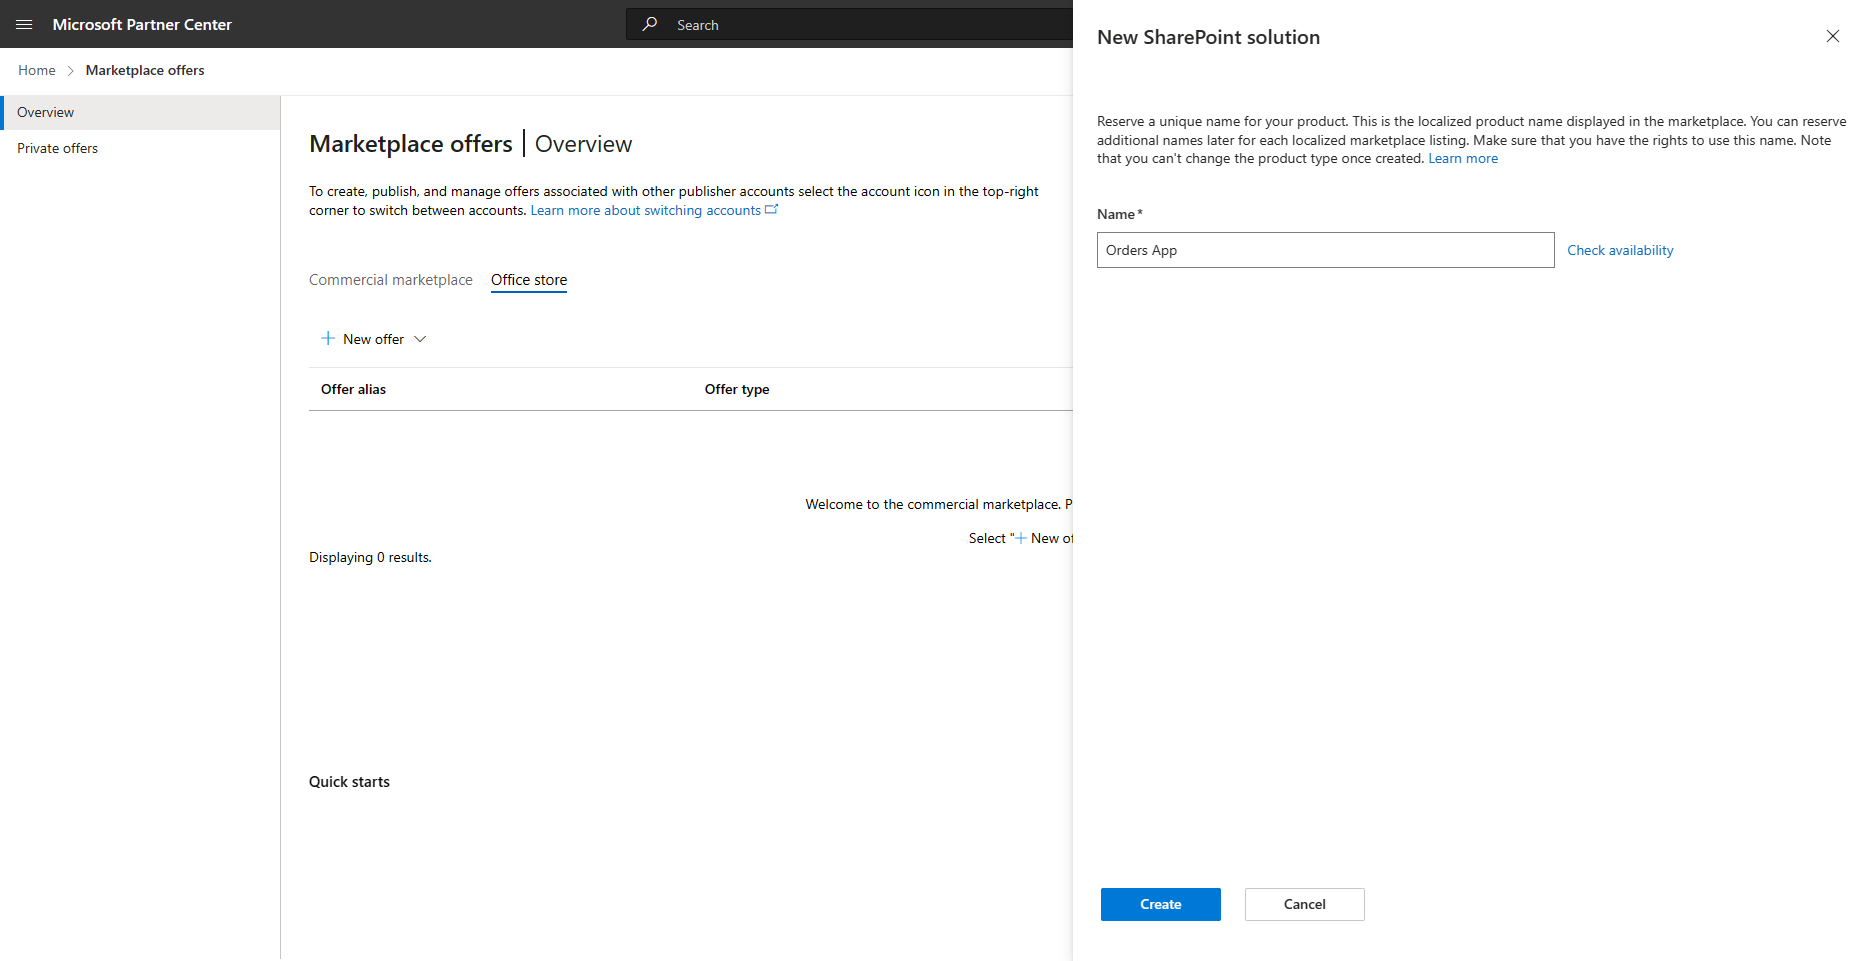 Microsoft Partner Center
Search
Home
Marketplace offers
Overview
Private offers
Marketplace offers | Overview
To create, publish, and manage offers associated with other publisher accounts select the account icon in the top-right
corner to switch between accounts. Learn more about switching accounts
Commercial marketplace
Office store
New offer
Offer alias
Offer type
Welcome to the commercial marketplace. P
Select "+ New of
Displaying 0 results.
Quick starts
New SharePoint solution
Reserve a unique name for your product. This is the localized product name displayed in the marketplace. You can reserve
additional names later for each localized marketplace listing. Make sure that you have the rights to use this name. Note
that you can't change the product type once created. Learn more
Name*
Orders App
Check availability
Create
Cancel